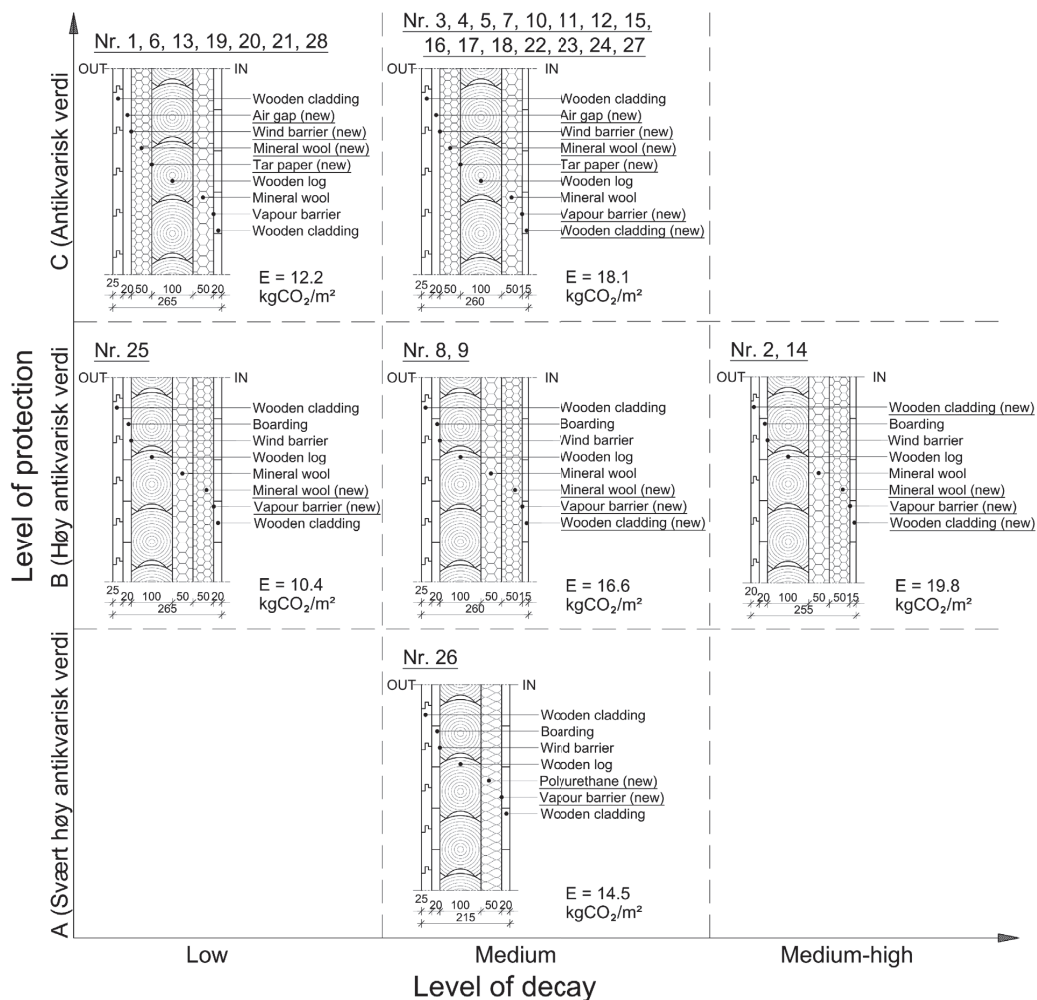 Level of protection
C (Antikvarisk verdi
B (Høy antikvarisk verdi
A (Svært høy antikvarisk verdi
Nr. 1, 6, 13, 19, 20, 21, 28
OUT IN
Wooden cladding
Air gap (new)
Wind barrier (new)
Mineral wool (new)
Tar paper (new)
Wooden log
Mineral wool
Vapour barrier
Wooden cladding
E = 12.2
kgCO₂/m²
25 20 50 100 50 20
265
Nr. 3, 4, 5, 7, 10, 11, 12, 15,
16, 17, 18, 22, 23, 24, 27
OUT IN
Wooden cladding
Air gap (new)
Wind barrier (new)
Mineral wool (new)
Tar paper (new)
Wooden log
Mineral wool
Vapour barrier (new)
Wooden cladding (new)
E = 18.1
kgCO₂/m²
25 20 50 100 50 15
260
Nr. 25
OUT IN
Wooden cladding
Boarding
Wind barrier
Wooden log
Mineral wool
Mineral wool (new)
Vapour barrier (new)
Wooden cladding
E = 10.4
kgCO₂/m²
25 20 100 50 50 20
265
Nr. 8, 9
OUT IN
Wooden cladding
Boarding
Wind barrier
Wooden log
Mineral wool
Mineral wool (new)
Vapour barrier (new)
Wooden cladding (new)
E = 16.6
kgCO₂/m²
25 20 100 50 50 15
260
Nr. 2, 14
OUT IN
Wooden cladding (new)
Boarding
Wind barrier
Wooden log
Mineral wool
Mineral wool (new)
Vapour barrier (new)
Wooden cladding (new)
E = 19.8
kgCO₂/m²
20 20 100 50 50 15
255
Nr. 26
OUT IN
Wooden cladding
Boarding
Wind barrier
Wooden log
Polyurethane (new)
Vapour barrier (new)
Wooden cladding
E = 14.5
kgCO₂/m²
25 20 100 50 20
215
Low Medium Medium-high
Level of decay